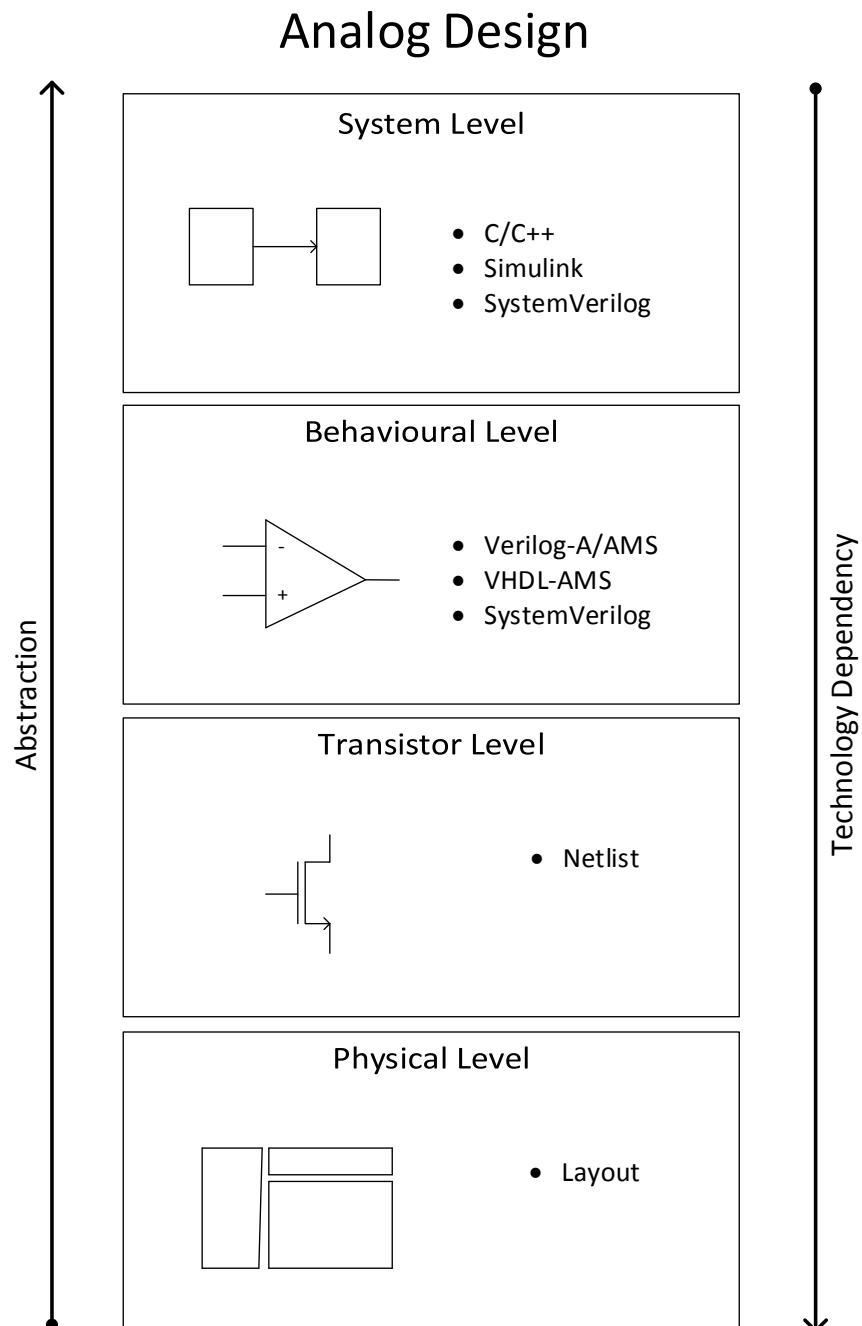 Analog Design
System Level
• C/C++
• Simulink
• SystemVerilog
Behavioural Level
-
+
• Verilog-A/AMS
• VHDL-AMS
• SystemVerilog
Abstraction
Technology Dependency
Transistor Level
• Netlist
Physical Level
• Layout